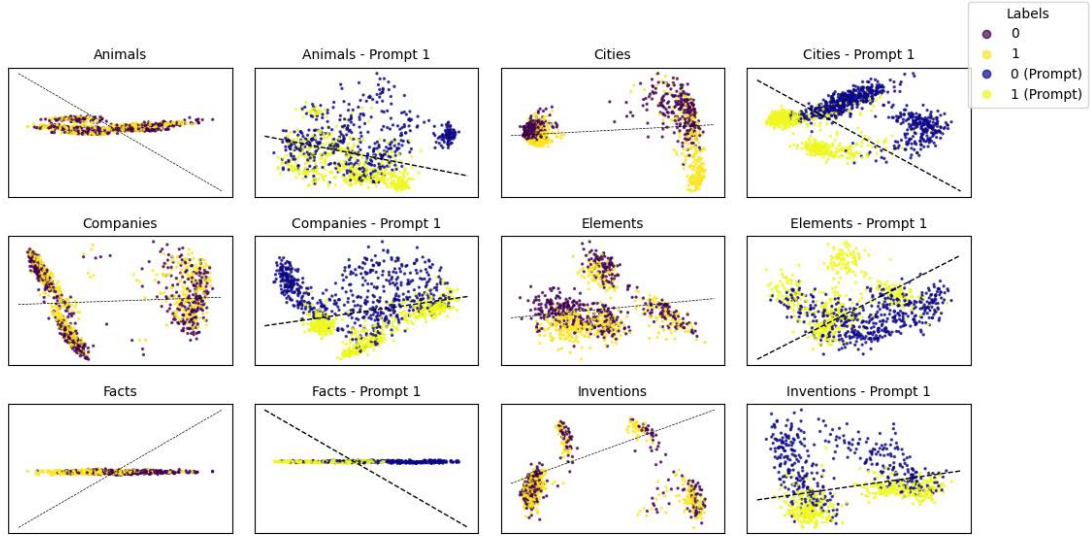 Labels
0
1
0 (Prompt)
1 (Prompt)
Animals
Animals - Prompt 1
Cities
Cities - Prompt 1
Companies
Companies - Prompt 1
Elements
Elements - Prompt 1
Facts
Facts - Prompt 1
Inventions
Inventions - Prompt 1